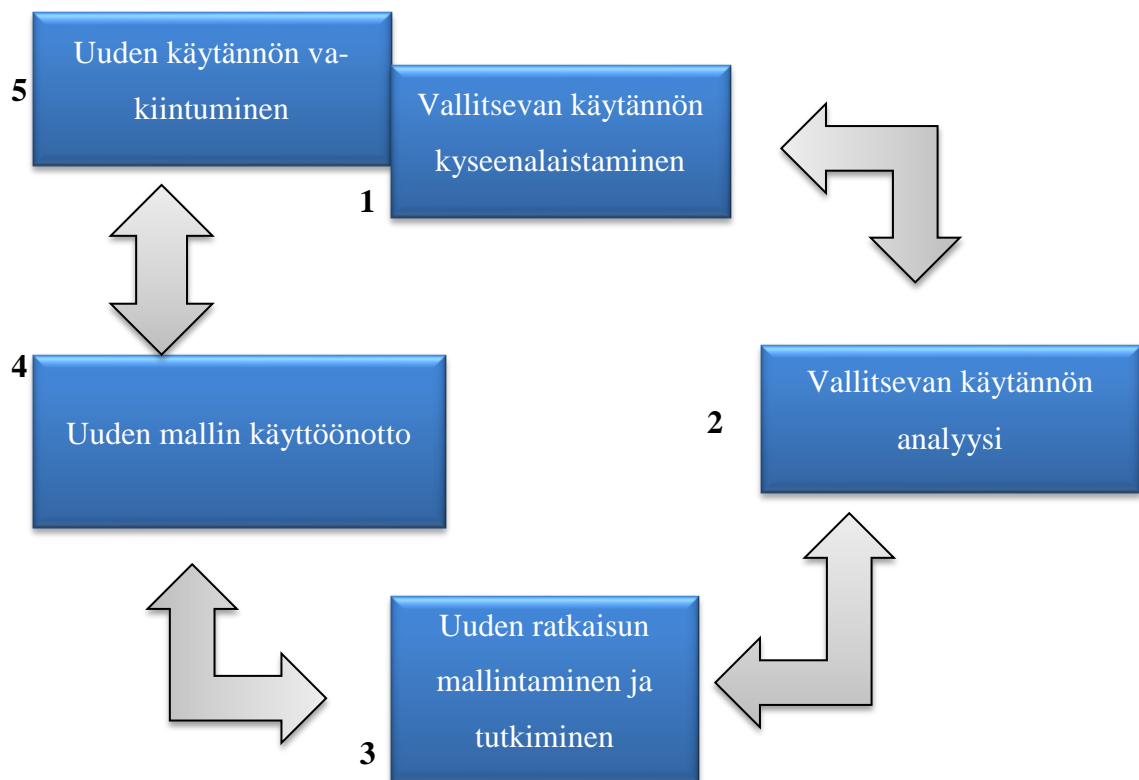 5
Uuden käytännön va-
kiintuminen
1
Vallitsevan käytännön
kyseenalaistaminen
2
Vallitsevan käytännön
analyysi
3
Uuden ratkaisun
mallintaminen ja
tutkiminen
4
Uuden mallin käyttöönotto